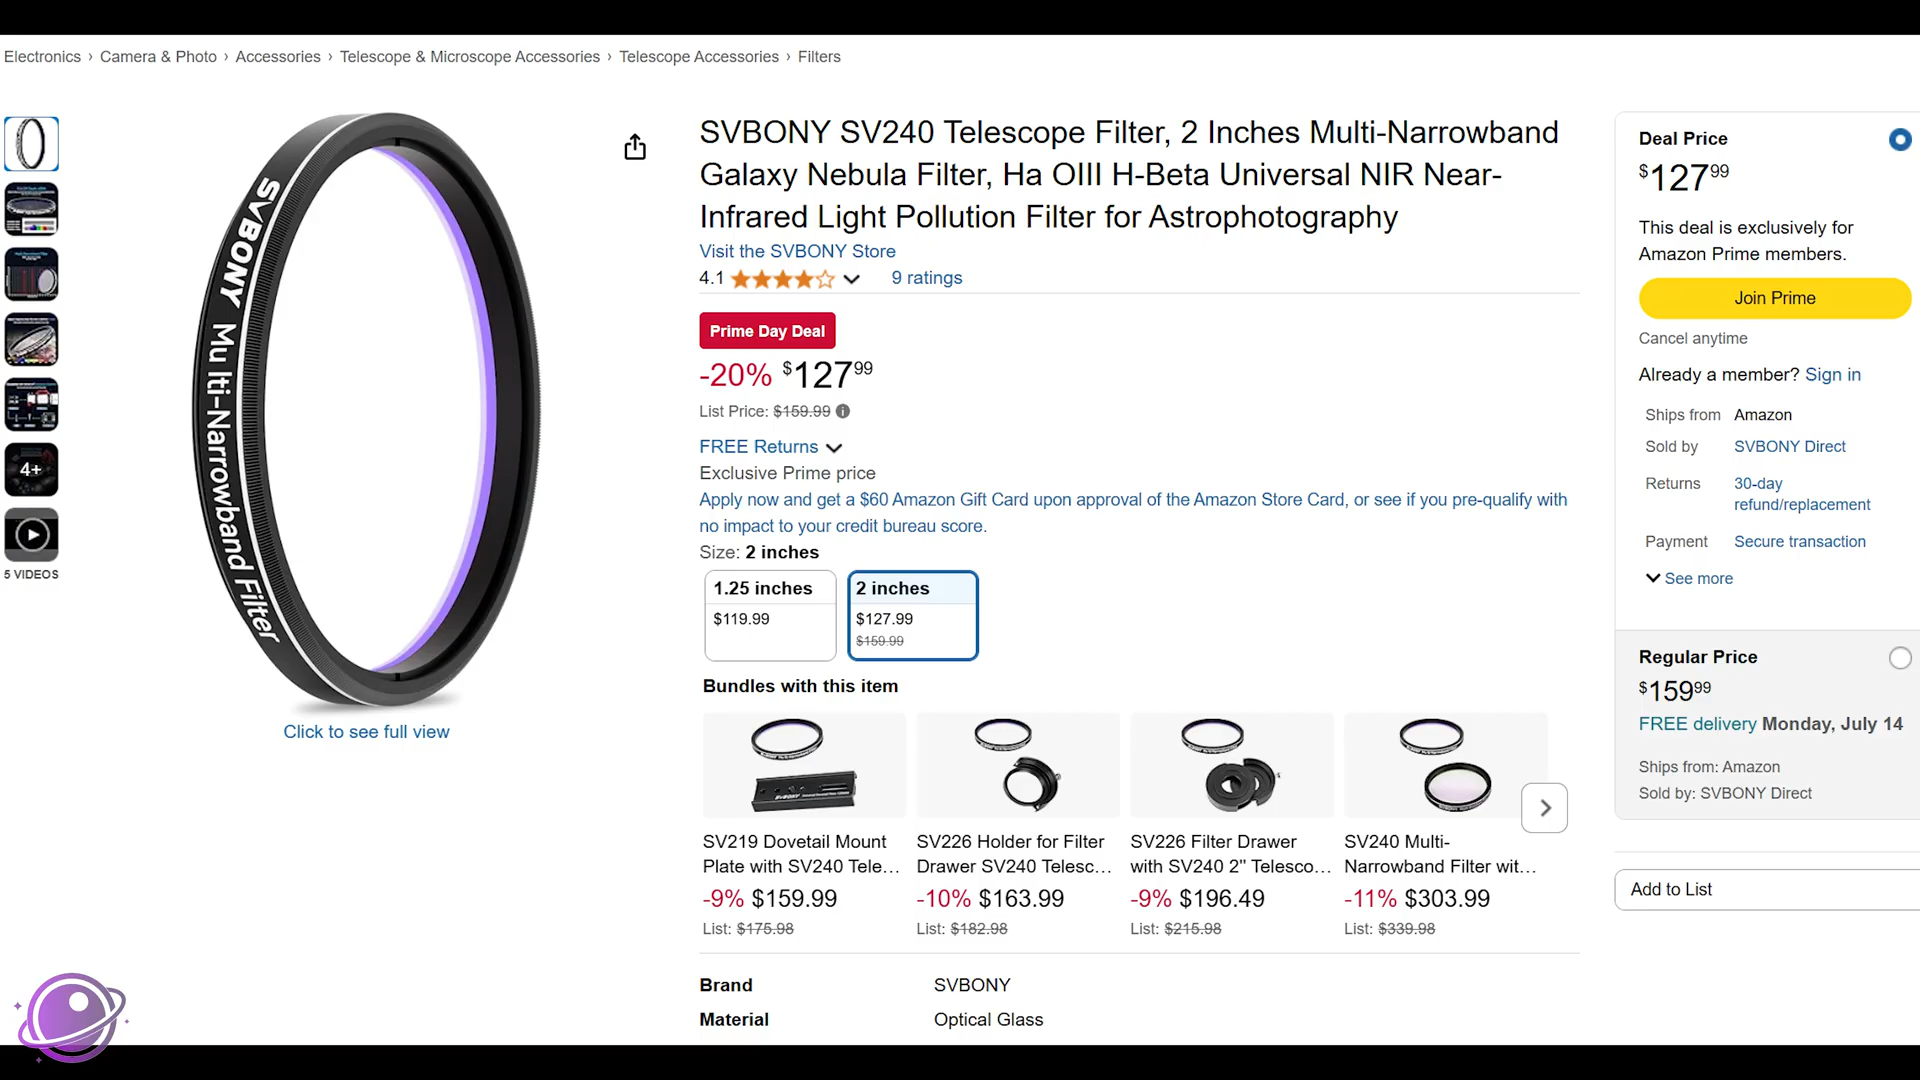 Electronics › Camera & Photo › Accessories › Telescope & Microscope Accessories › Telescope Accessories › Filters
SVBONY Mu lti-Narrowband Filter
4+
5 VIDEOS
Click to see full view
SVBONY SV240 Telescope Filter, 2 Inches Multi-Narrowband
Galaxy Nebula Filter, Ha OIII H-Beta Universal NIR Near-
Infrared Light Pollution Filter for Astrophotography
Visit the SVBONY Store
4.1 9 ratings
Prime Day Deal
-20% $127 99
List Price: $159.99
FREE Returns
Exclusive Prime price
Apply now and get a $60 Amazon Gift Card upon approval of the Amazon Store Card, or see if you pre-qualify with
no impact to your credit bureau score.
Size: 2 inches
1.25 inches
$119.99
2 inches
$127.99
$159.99
Bundles with this item
SV219 Dovetail Mount
Plate with SV240 Tele...
-9% $159.99
List: $175.98
SV226 Holder for Filter
Drawer SV240 Telesc...
-10% $163.99
List: $182.98
SV226 Filter Drawer
with SV240 2" Telesco...
-9% $196.49
List: $215.98
SV240 Multi-
Narrowband Filter wit...
-11% $303.99
List: $339.98
Brand SVBONY
Material Optical Glass
Deal Price
$127 99
This deal is exclusively for
Amazon Prime members.
Join Prime
Cancel anytime
Already a member? Sign in
Ships from Amazon
Sold by SVBONY Direct
Returns 30-day
refund/replacement
Payment Secure transaction
See more
Regular Price
$159 99
FREE delivery Monday, July 14
Ships from: Amazon
Sold by: SVBONY Direct
Add to List